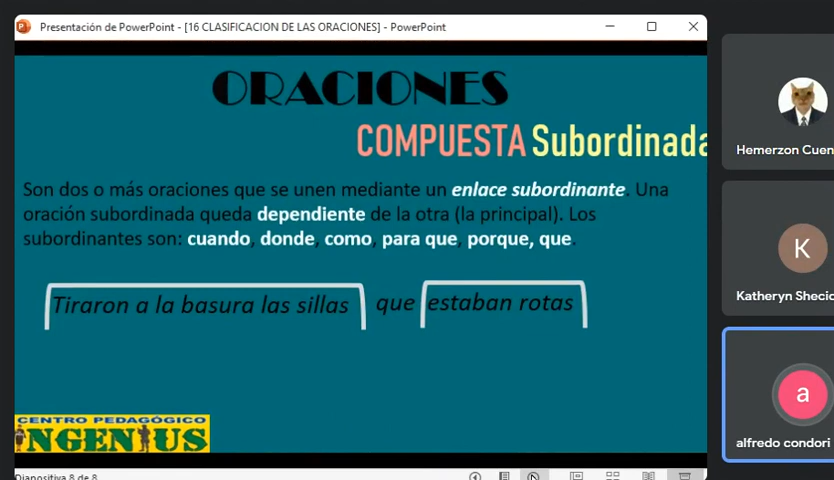 Presentación de PowerPoint - [16 CLASIFICACION DE LAS ORACIONES] - PowerPoint
ORACIONES
COMPUESTA Subordinada
Son dos o más oraciones que se unen mediante un enlace subordinante. Una
oración subordinada queda dependiente de la otra (la principal). Los
subordinantes son: cuando, donde, como, para que, porque, que.
Tiraron a la basura las sillas que estaban rotas
CENTRO PEDAGÓGICO
INGENIUS
Diapositiva 8 de 8
Hemerzon Cuen
K
Katheryn Shecic
a
alfredo condori